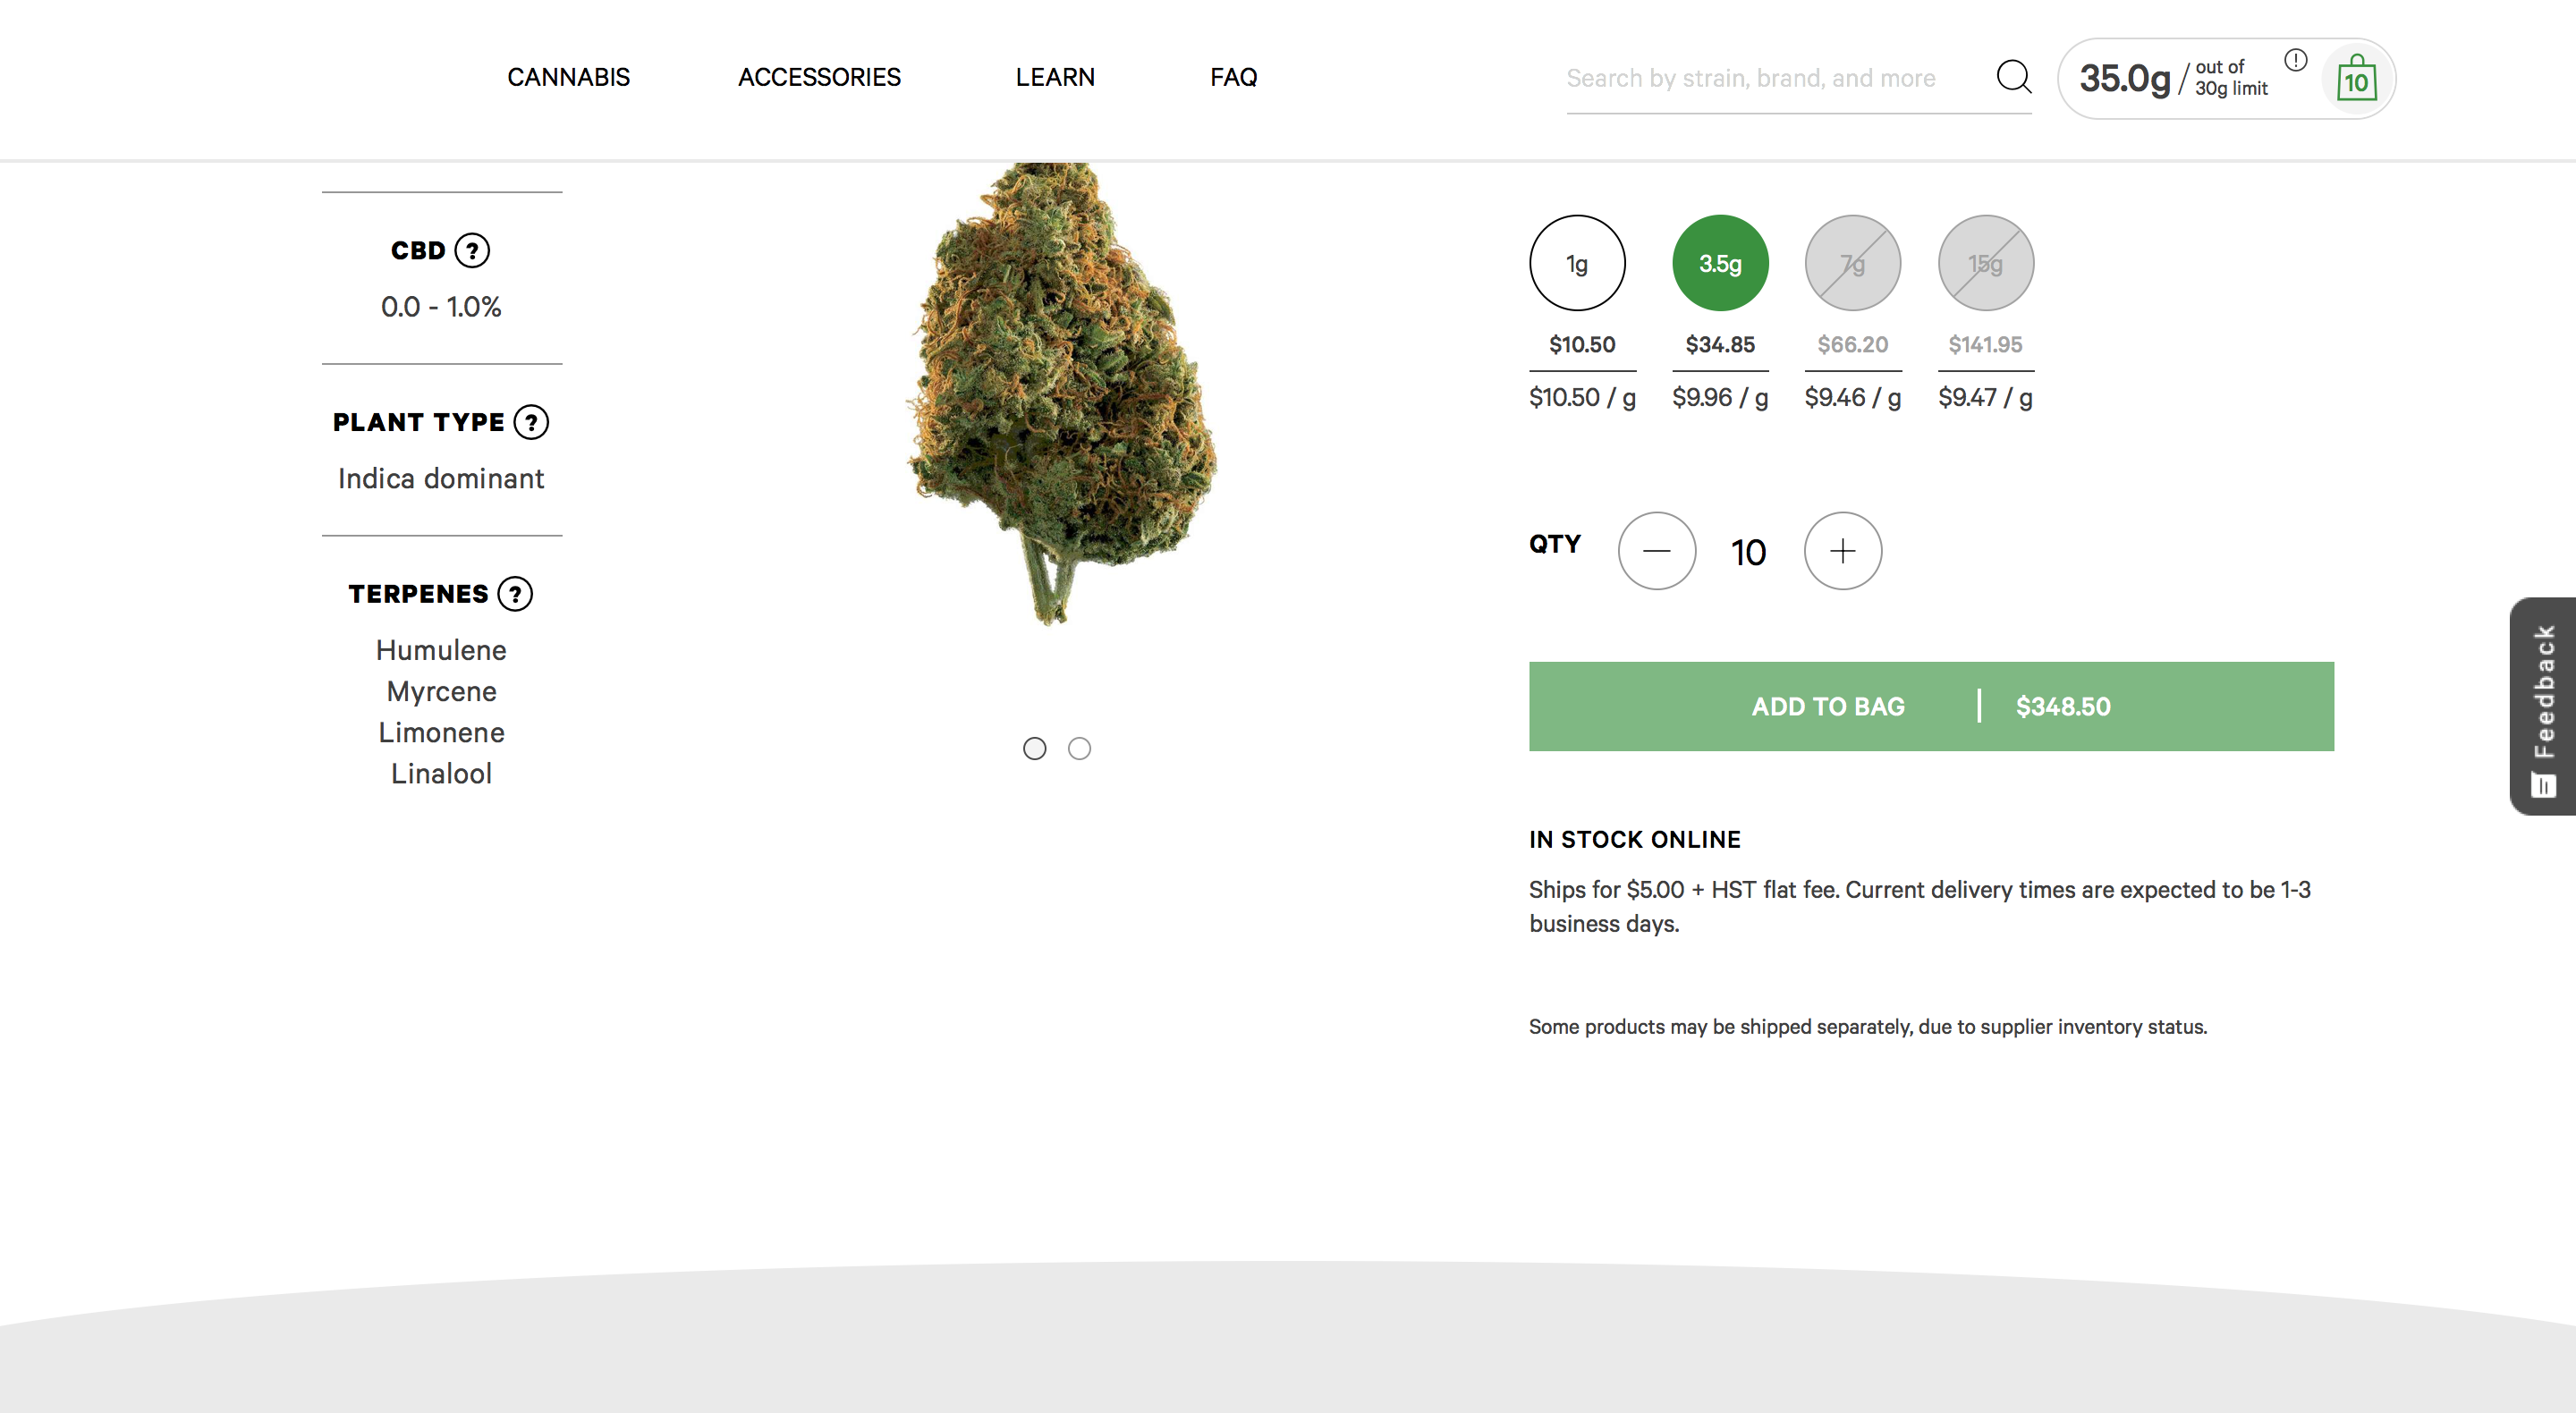 CANNABIS
ACCESSORIES
LEARN
FAQ
Search by strain, brand, and more
35.0g / out of
30g limit
10
CBD ?
0.0 - 1.0%
PLANT TYPE ?
Indica dominant
TERPENES ?
Humulene
Myrcene
Limonene
Linalool
1g
3.5g
7g
15g
$10.50
$34.85
$66.20
$141.95
$10.50 / g
$9.96 / g
$9.46 / g
$9.47 / g
QTY
10
ADD TO BAG | $348.50
IN STOCK ONLINE
Ships for $5.00 + HST flat fee. Current delivery times are expected to be 1-3
business days.
Some products may be shipped separately, due to supplier inventory status.
Feedback